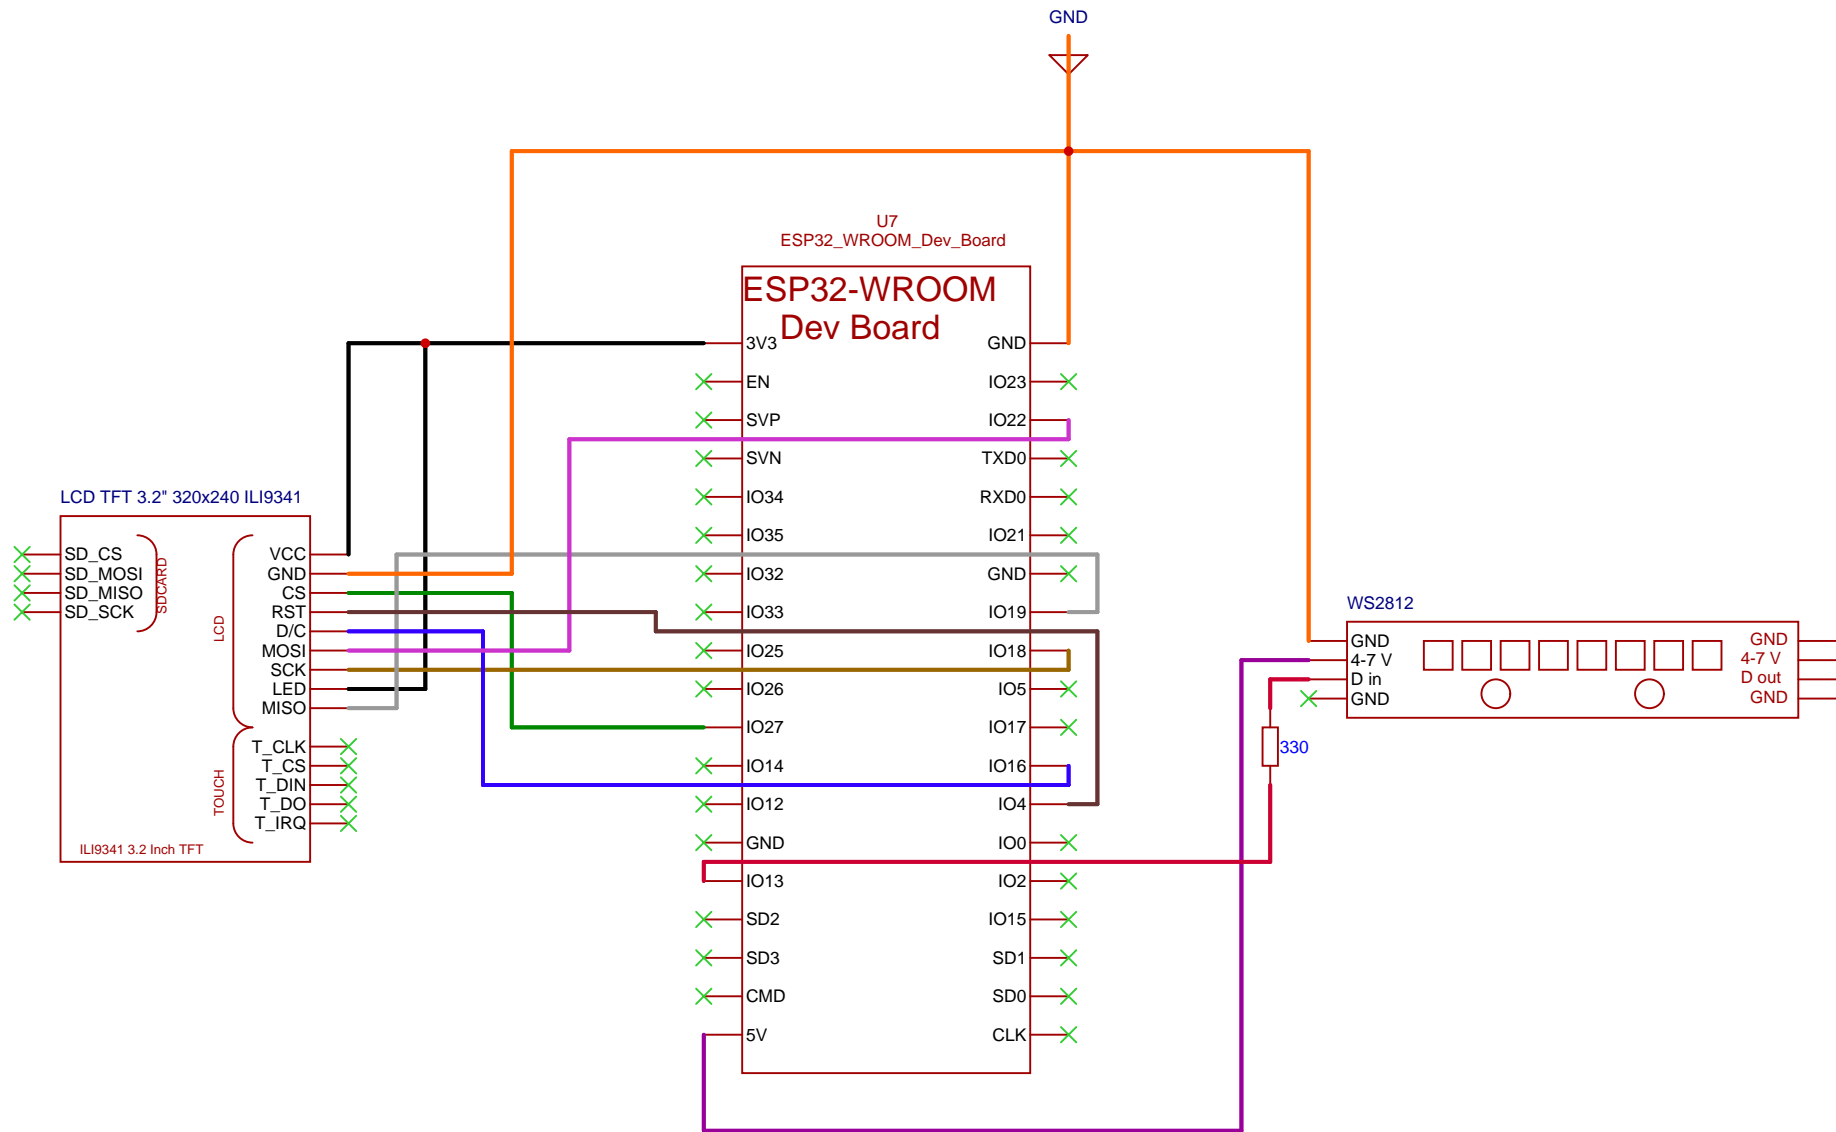 GND
U7
ESP32_WROOM_Dev_Board
ESP32-WROOM
Dev Board
3V3
EN
SVP
SVN
IO34
IO35
IO32
IO33
IO25
IO26
IO27
IO14
IO12
GND
IO13
SD2
SD3
CMD
5V
GND
IO23
IO22
TXD0
RXD0
IO21
GND
IO19
IO18
IO5
IO17
IO16
IO4
IO0
IO2
IO15
SD1
SD0
CLK
LCD TFT 3.2" 320x240 ILI9341
SD_CS
SD_MOSI
SD_MISO
SD_SCK
SDCARD
LCD
VCC
GND
CS
RST
D/C
MOSI
SCK
LED
MISO
TOUCH
T_CLK
T_CS
T_DIN
T_DO
T_IRQ
ILI9341 3.2 Inch TFT
WS2812
GND
4-7 V
D in
GND
GND
4-7 V
D out
GND
330